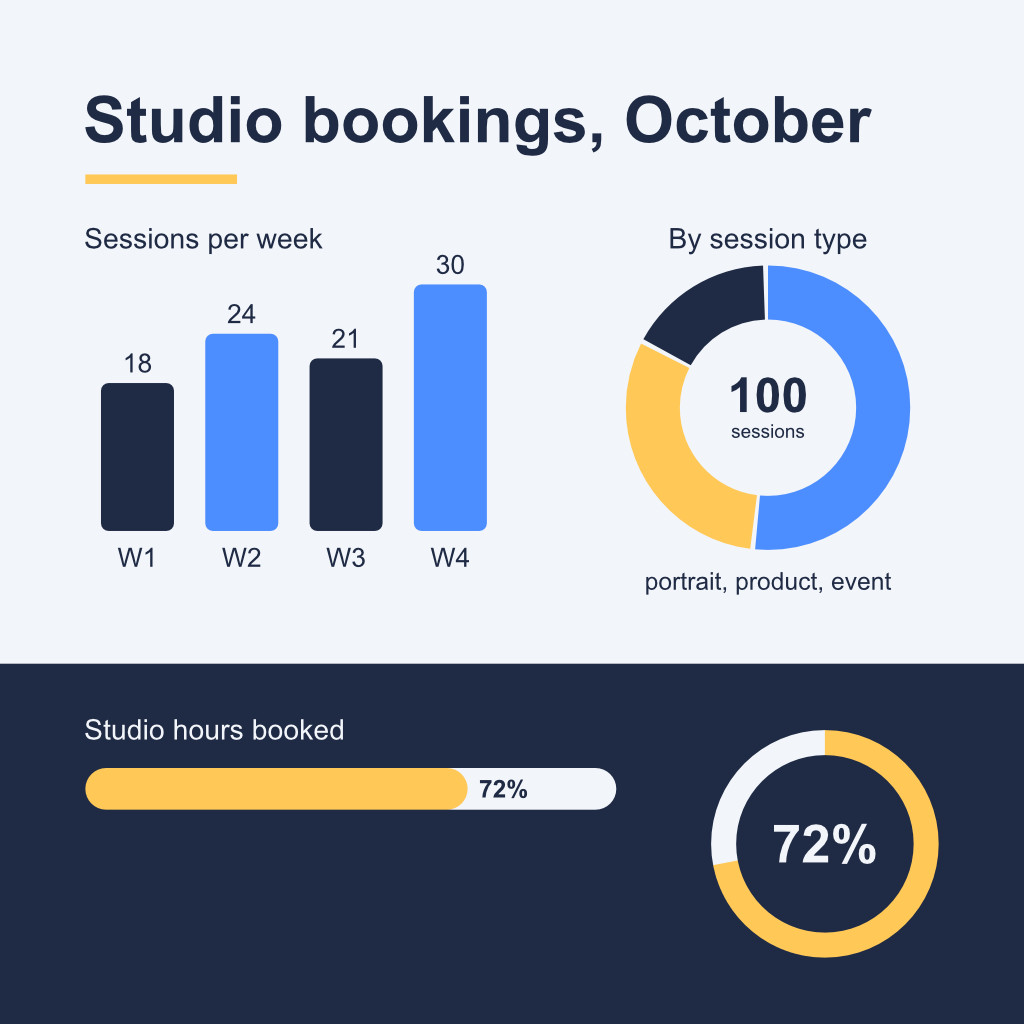 Studio bookings, October
Sessions per week
18
24
21
30
W1
W2
W3
W4
By session type
100
sessions
portrait, product, event
Studio hours booked
72%
72%